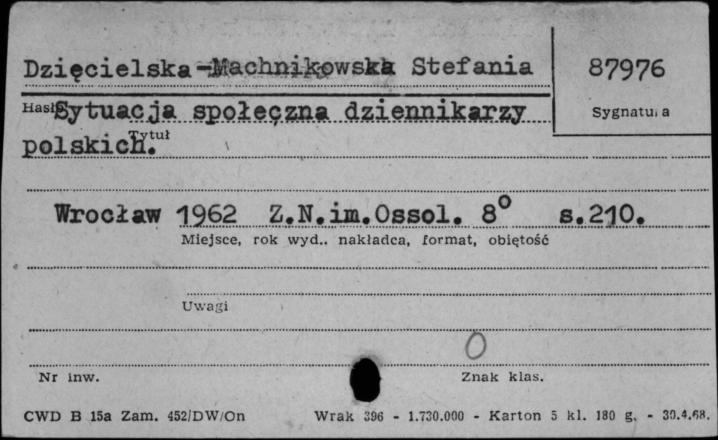 Dzięcielska-Machnikowska Stefania
87976
Hasło Sytuacja społeczna dziennikarzy
Sygnatura
Tytuł
polskich.
Wrocław 1962 Z.N.im.Ossol. 8° s.210.
Miejsce, rok wyd., nakładca, format, objętość
Uwagi
0
Nr inw.
Znak klas.
CWD B 15a Zam. 452/DW/On Wrak 396 - 1.730.000 - Karton 5 kl. 180 g. - 30.4.68.